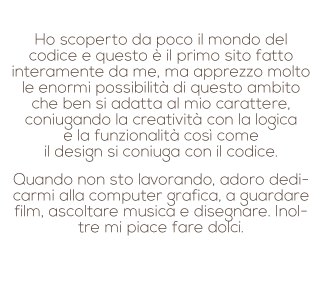 Ho scoperto da poco il mondo del
codice e questo è il primo sito fatto
interamente da me, ma apprezzo molto
le enormi possibilità di questo ambito
che ben si adatta al mio carattere,
coniugando la creatività con la logica
e la funzionalità così come
il design si coniuga con il codice.
Quando non sto lavorando, adoro dedi-
carmi alla computer grafica, a guardare
film, ascoltare musica e disegnare. Inol-
tre mi piace fare dolci.